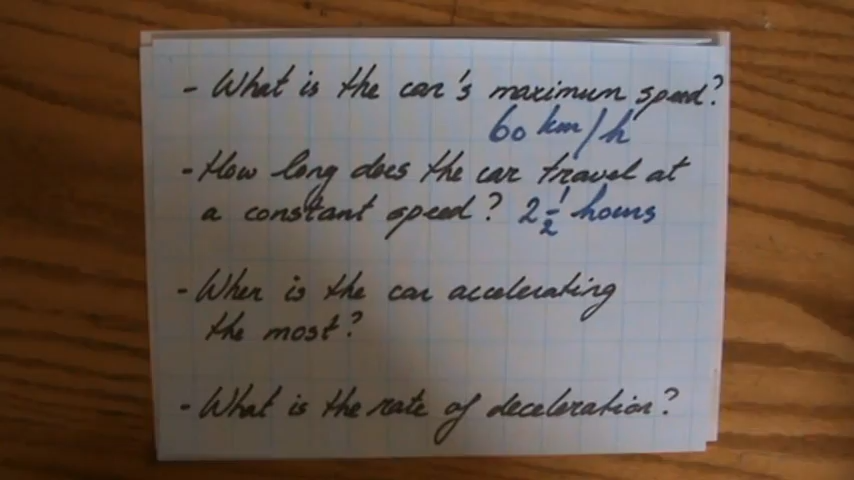 - What is the car's maximum speed?
60 km/h
- How long does the car travel at
a constant speed? 2 1/2 hours
- When is the car accelerating
the most?
- What is the rate of deceleration?